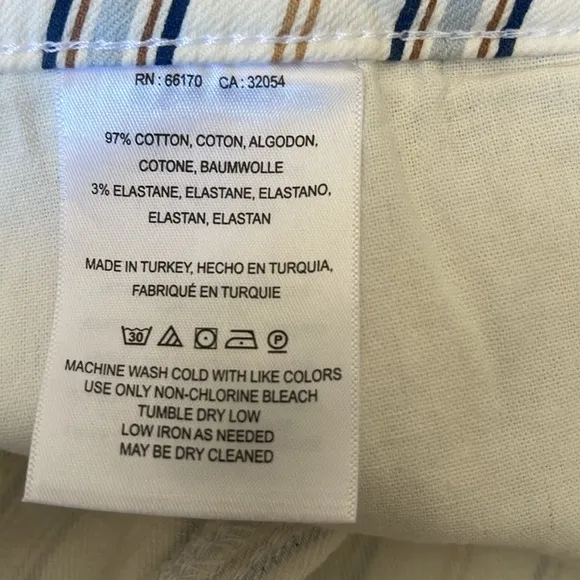 RN: 66170 CA: 32054
97% COTTON, COTON, ALGODON,
COTONE, BAUMWOLLE
3% ELASTANE, ELASTANE, ELASTANO,
ELASTAN, ELASTAN
MADE IN TURKEY, HECHO EN TURQUIA,
FABRIQUÉ EN TURQUIE
30 P
MACHINE WASH COLD WITH LIKE COLORS
USE ONLY NON-CHLORINE BLEACH
TUMBLE DRY LOW
LOW IRON AS NEEDED
MAY BE DRY CLEANED